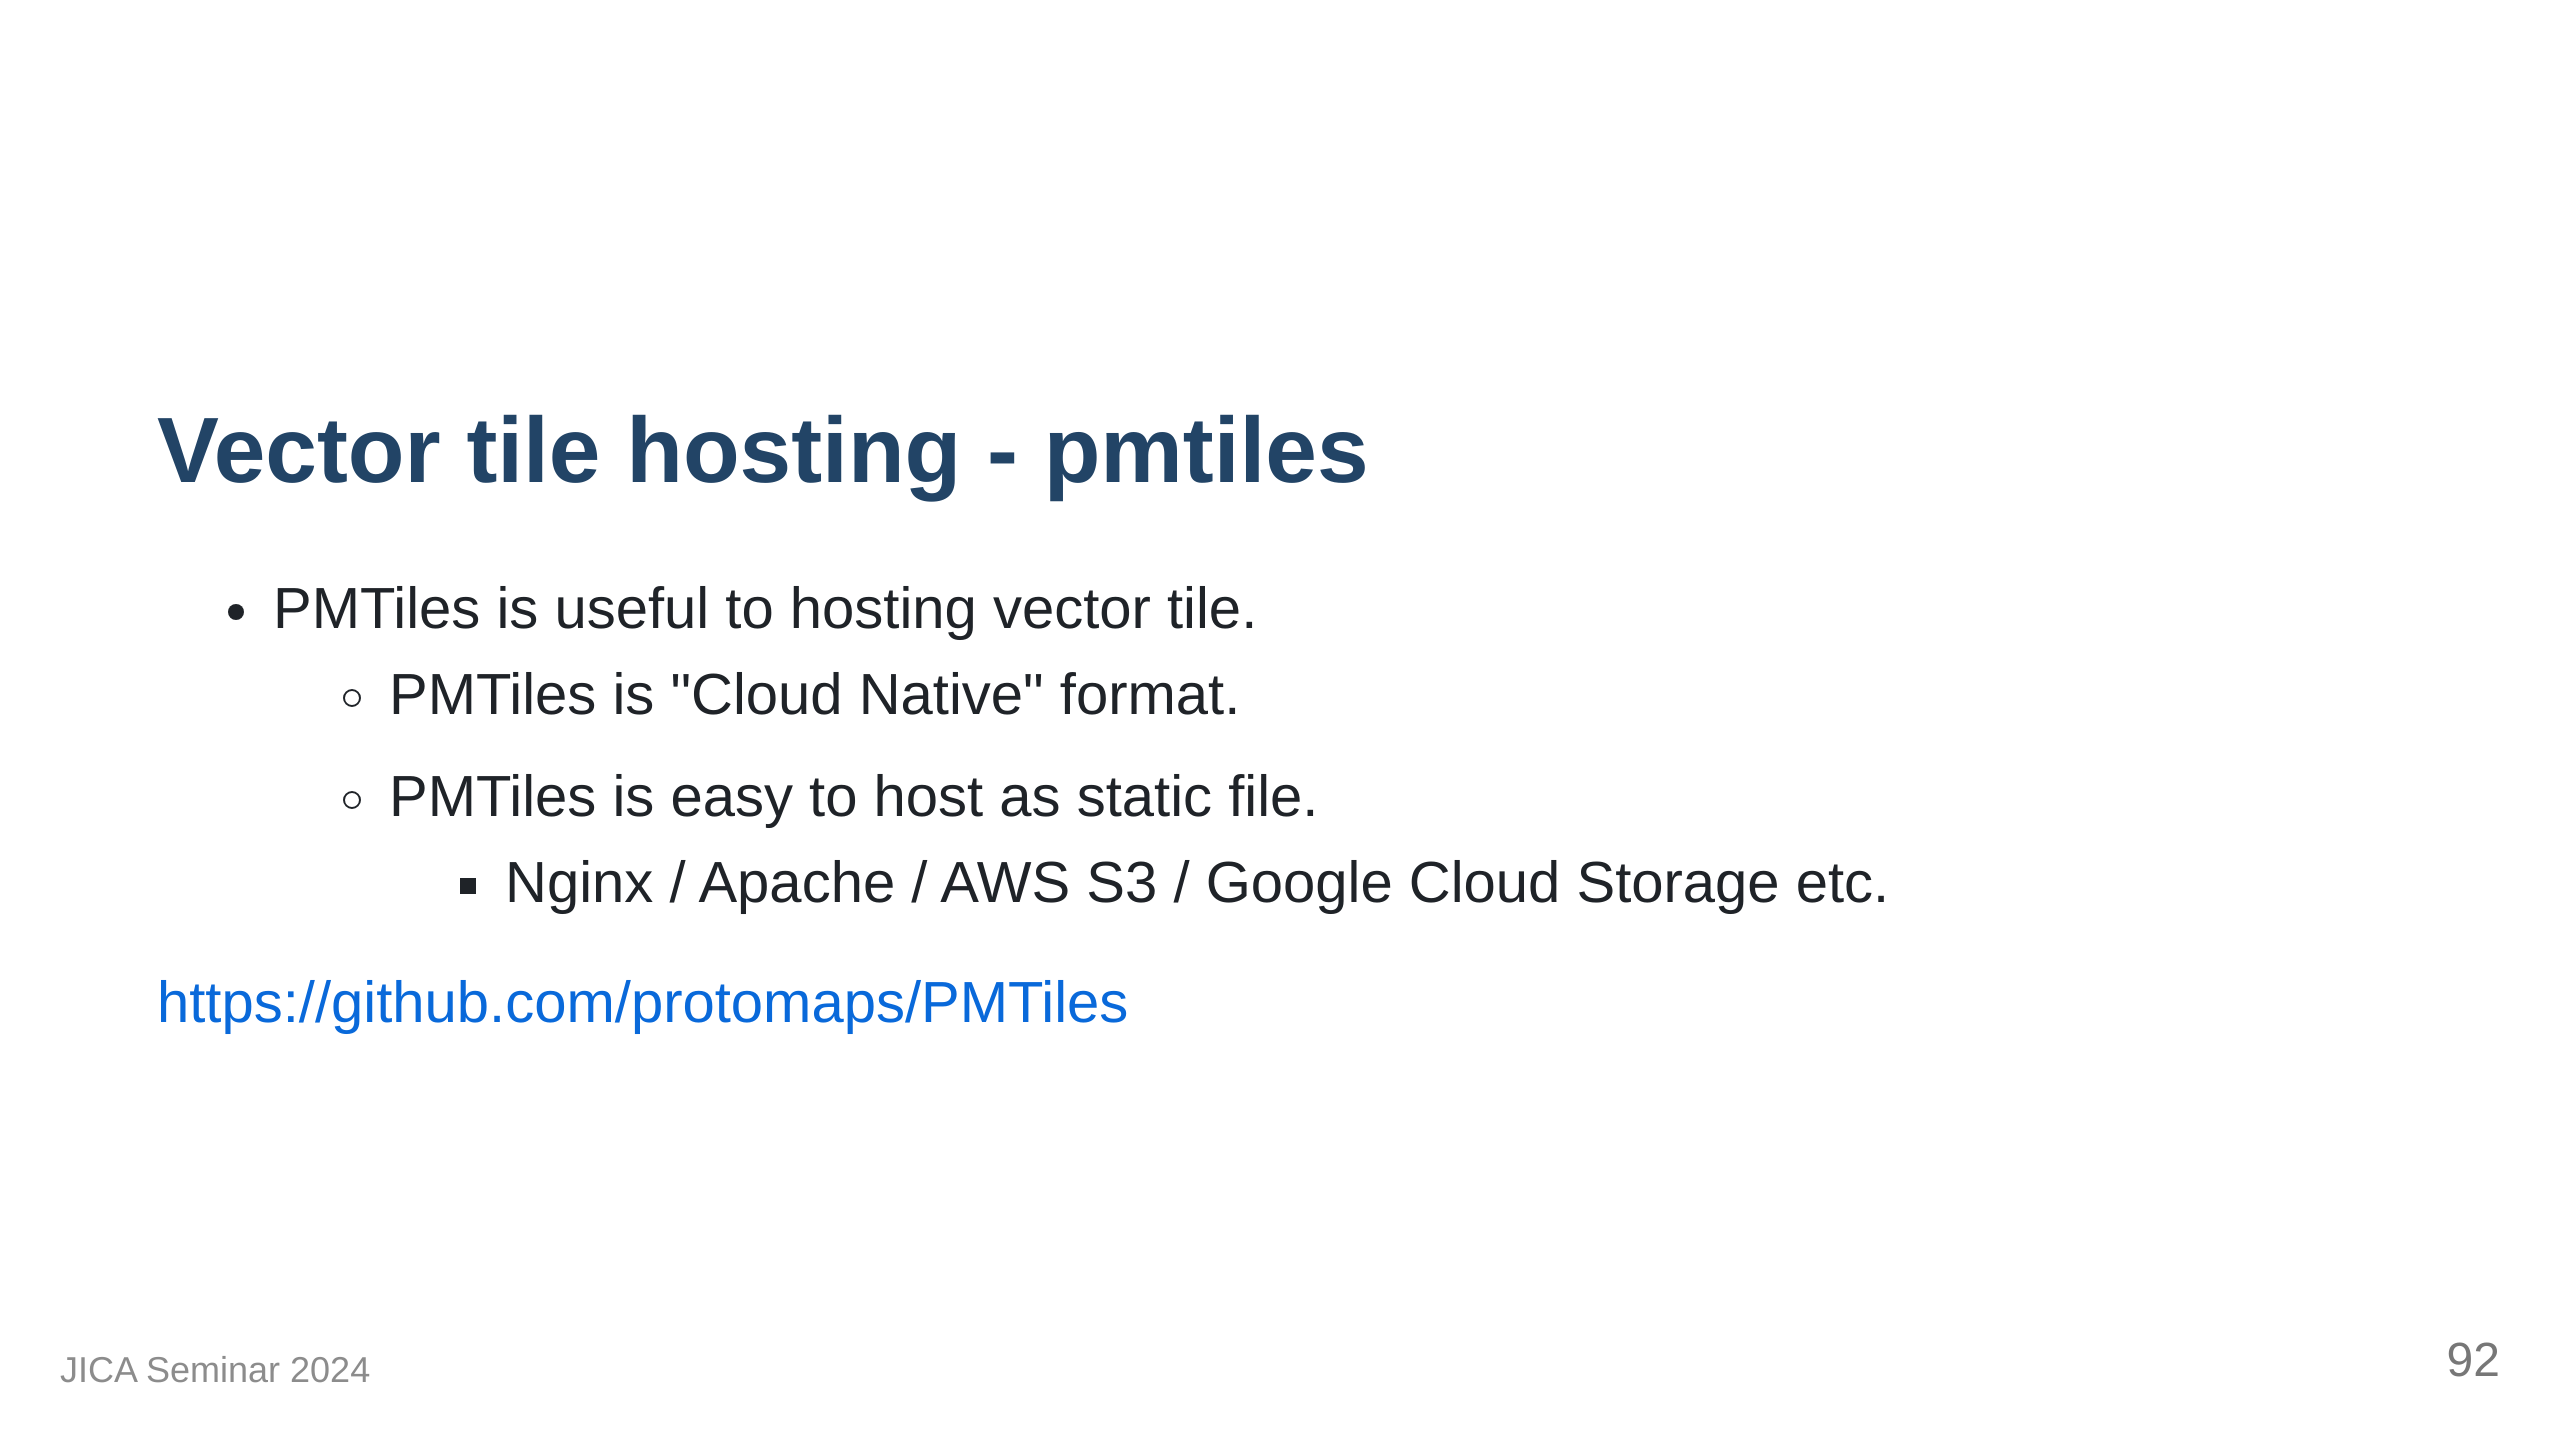 Vector tile hosting - pmtiles
PMTiles is useful to hosting vector tile.
PMTiles is "Cloud Native" format.
PMTiles is easy to host as static file.
Nginx / Apache / AWS S3 / Google Cloud Storage etc.
https://github.com/protomaps/PMTiles
JICA Seminar 2024
92